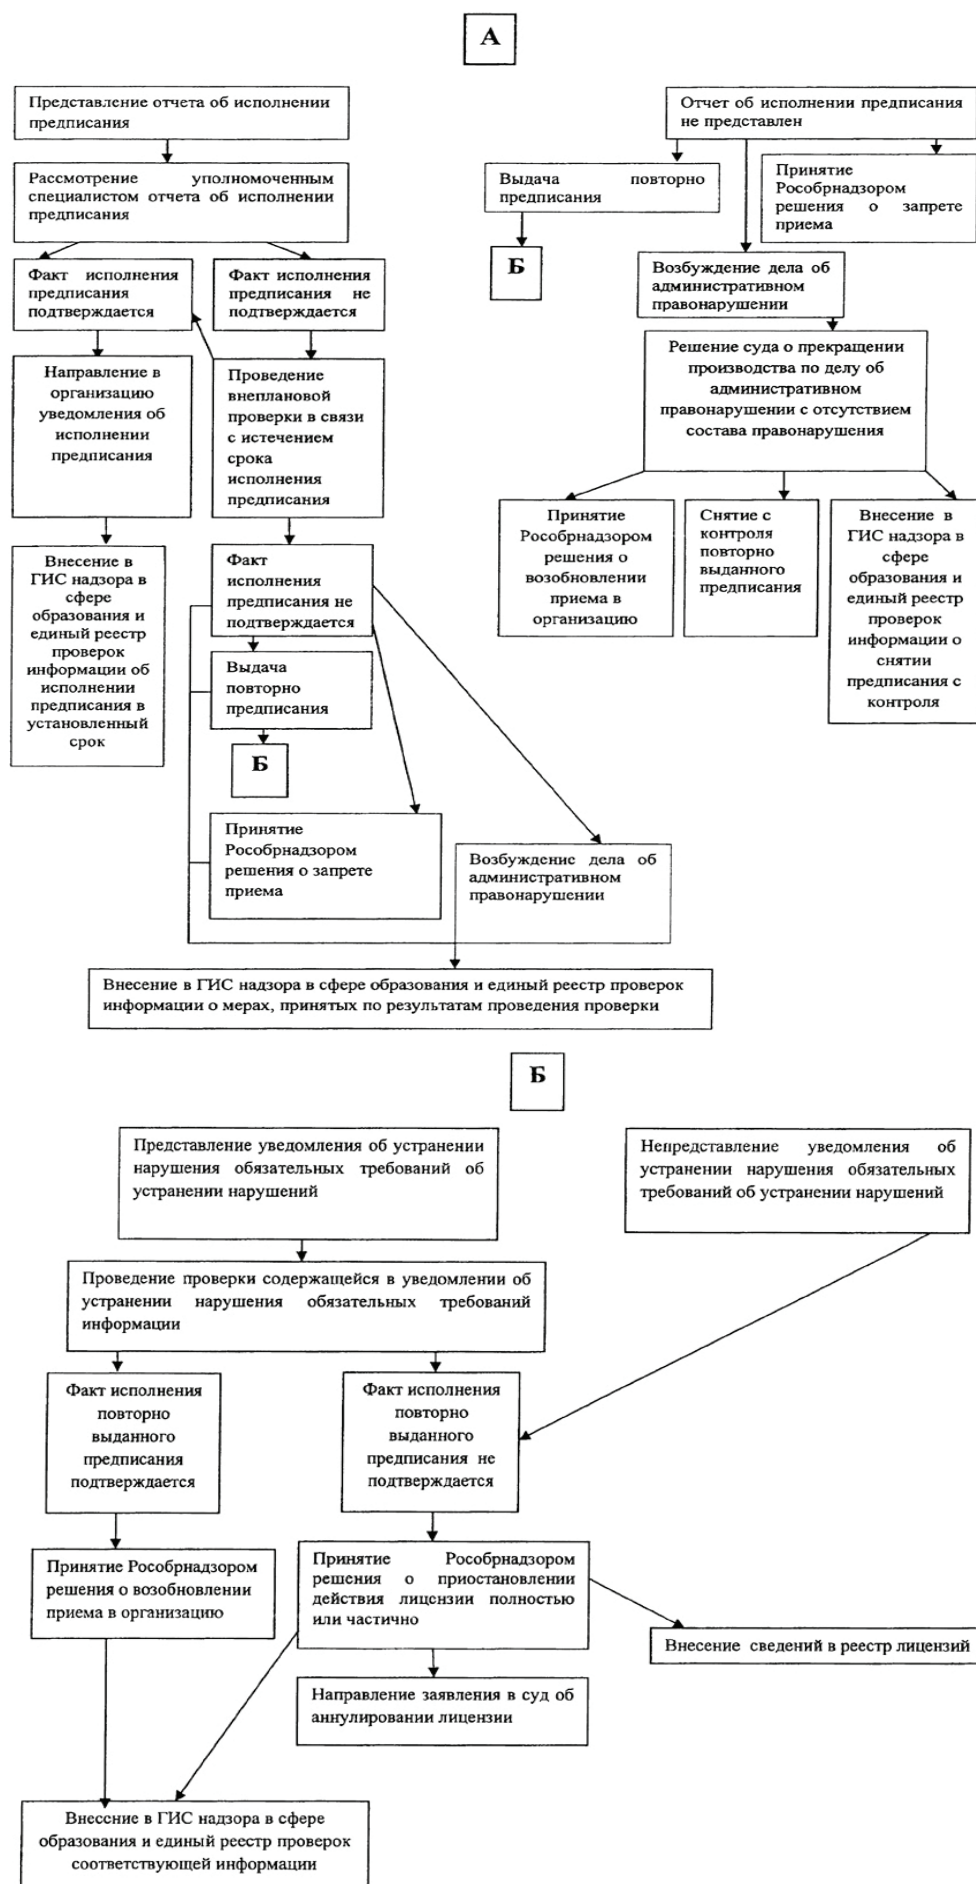 А
Представление отчета об исполнении
предписания
Рассмотрение уполномоченным
специалистом отчета об исполнении
предписания
Факт исполнения
предписания
подтверждается
Факт исполнения
предписания не
подтверждается
Направление в
организацию
уведомления об
исполнении
предписания
Проведение
внеплановой
проверки в связи
с истечением
срока
исполнения
предписания
Внесение в
ГИС надзора в
сфере
образования и
единый реестр
проверок
информации об
исполнении
предписания в
установленный
срок
Факт
исполнения
предписания не
подтверждается
Выдача
повторно
предписания
Б
Принятие
Рособрнадзором
решения о запрете
приема
Возбуждение дела об
административном
правонарушении
Внесение в ГИС надзора в сфере образования и единый реестр проверок
информации о мерах, принятых по результатам проведения проверки
Отчет об исполнении предписания
не представлен
Выдача повторно
предписания
Б
Принятие
Рособрнадзором
решения о запрете
приема
Возбуждение дела об
административном
правонарушении
Решение суда о прекращении
производства по делу об
административном
правонарушении с отсутствием
состава правонарушения
Принятие
Рособрнадзором
решения о
возобновлении
приема в
организацию
Снятие с
контроля
повторно
выданного
предписания
Внесение в
ГИС надзора в
сфере
образования и
единый реестр
проверок
информации о
снятии
предписания с
контроля
Б
Представление уведомления об устранении
нарушения обязательных требований об
устранении нарушений
Непредставление уведомления об
устранении нарушения обязательных
требований об устранении нарушений
Проведение проверки содержащейся в уведомлении об
устранении нарушения обязательных требований
информации
Факт исполнения
повторно
выданного
предписания
подтверждается
Факт исполнения
повторно
выданного
предписания не
подтверждается
Принятие Рособрнадзором
решения о возобновлении
приема в организацию
Принятие Рособрнадзором
решения о приостановлении
действия лицензии полностью
или частично
Внесение сведений в реестр лицензий
Направление заявления в суд об
аннулировании лицензии
Внесение в ГИС надзора в сфере
образования и единый реестр проверок
соответствующей информации